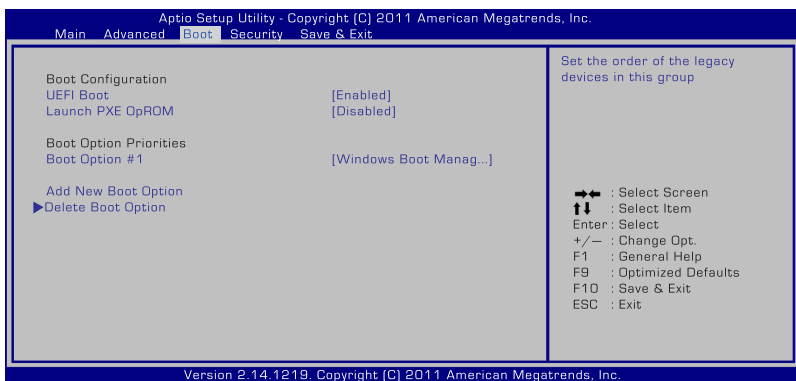 Aptio Setup Utility - Copyright (C) 2011 American Megatrends, Inc.
Main Advanced Boot Security Save & Exit
Boot Configuration
UEFI Boot [Enabled]
Launch PXE OpROM [Disabled]
Boot Option Priorities
Boot Option #1 [Windows Boot Manag...]
Add New Boot Option
Delete Boot Option
Set the order of the legacy
devices in this group
: Select Screen
: Select Item
Enter : Select
+/— : Change Opt.
F1 : General Help
F9 : Optimized Defaults
F10 : Save & Exit
ESC : Exit
Version 2.14.1219. Copyright (C) 2011 American Megatrends, Inc.